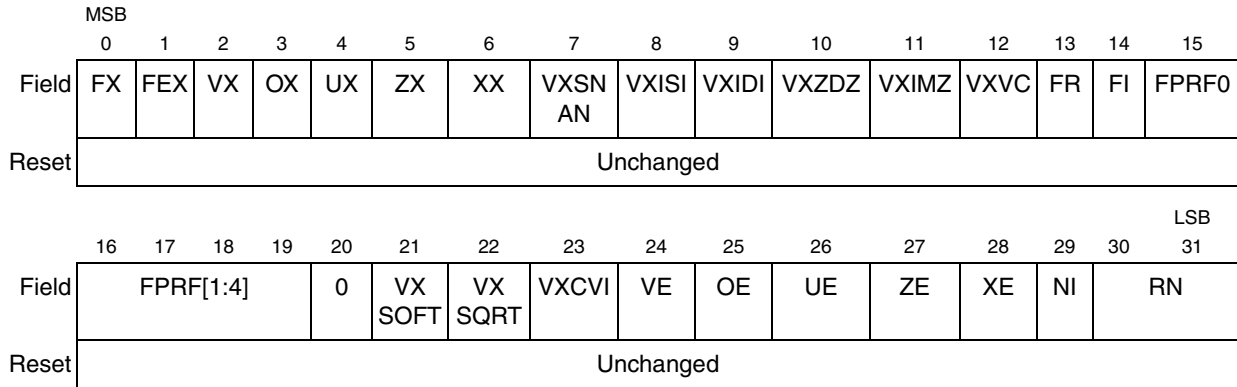 MSB
0 1 2 3 4 5 6 7 8 9 10 11 12 13 14 15
Field FX FEX VX OX UX ZX XX VXSN VXISI VXIDI VXZDZ VXIMZ VXVC FR FI FPRF0
AN
Reset Unchanged
LSB
16 17 18 19 20 21 22 23 24 25 26 27 28 29 30 31
Field FPRF[1:4] 0 VX VX VXCVI VE OE UE ZE XE NI RN
SOFT SQRT
Reset Unchanged